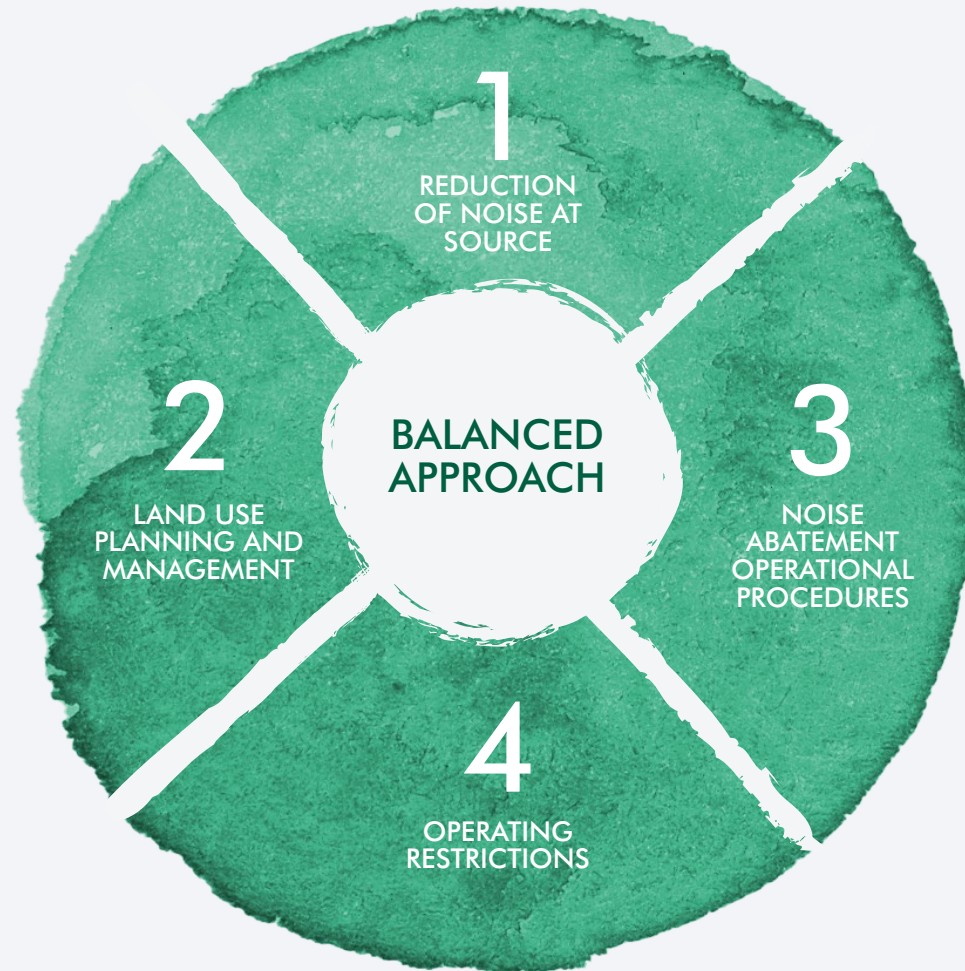 1
REDUCTION
OF NOISE AT
SOURCE
2
LAND USE
PLANNING AND
MANAGEMENT
BALANCED
APPROACH
3
NOISE
ABATEMENT
OPERATIONAL
PROCEDURES
4
OPERATING
RESTRICTIONS